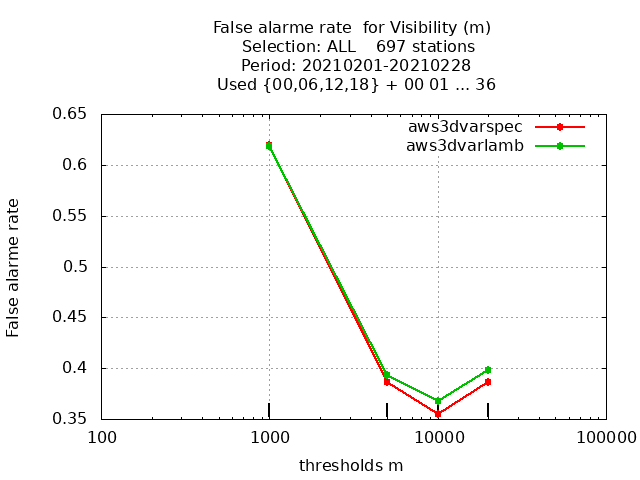 False alarme rate  for Visibility (m)
Selection: ALL    697 stations
Period: 20210201-20210228
Used {00,06,12,18} + 00 01 ... 36
aws3dvarspec
aws3dvarlamb
False alarme rate
0.65
0.6
0.55
0.5
0.45
0.4
0.35
100
1000
10000
100000
thresholds m